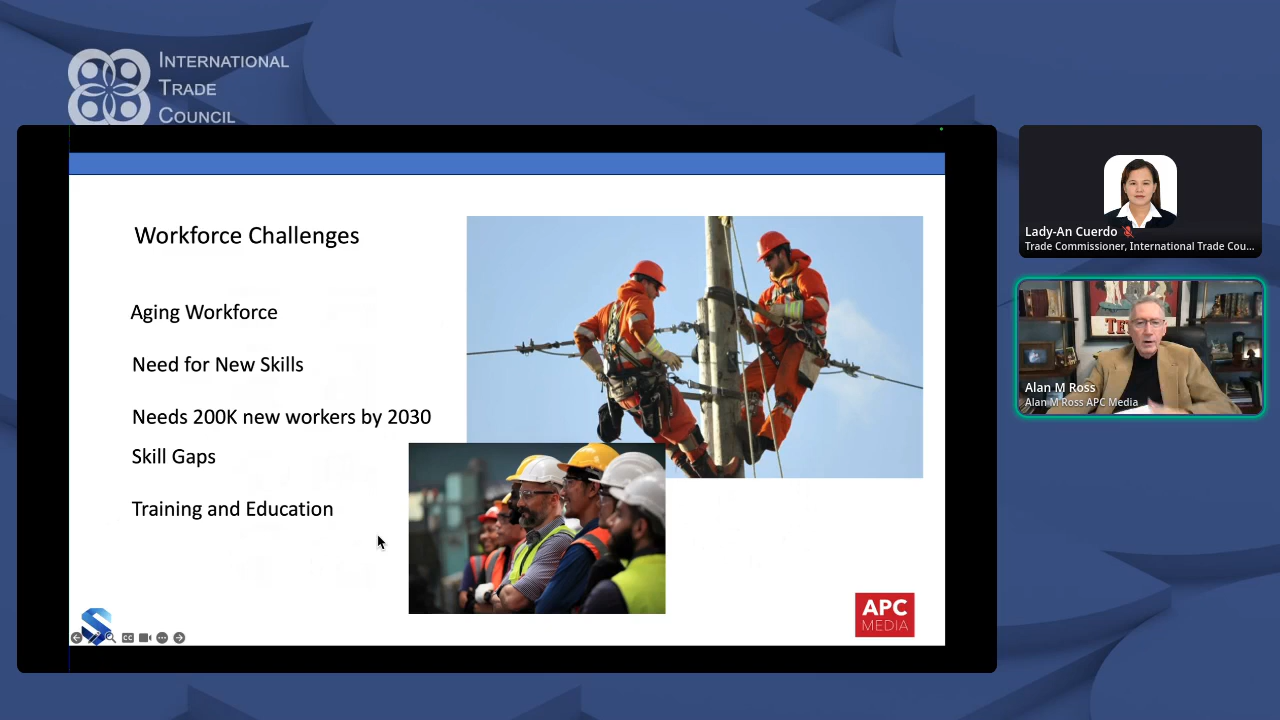 INTERNATIONAL
TRADE
COUNCIL
Workforce Challenges
Aging Workforce
Need for New Skills
Needs 200K new workers by 2030
Skill Gaps
Training and Education
APC
MEDIA
CC
Lady-An Cuerdo
Trade Commissioner, International Trade Cou...
Alan M Ross
Alan M Ross APC Media